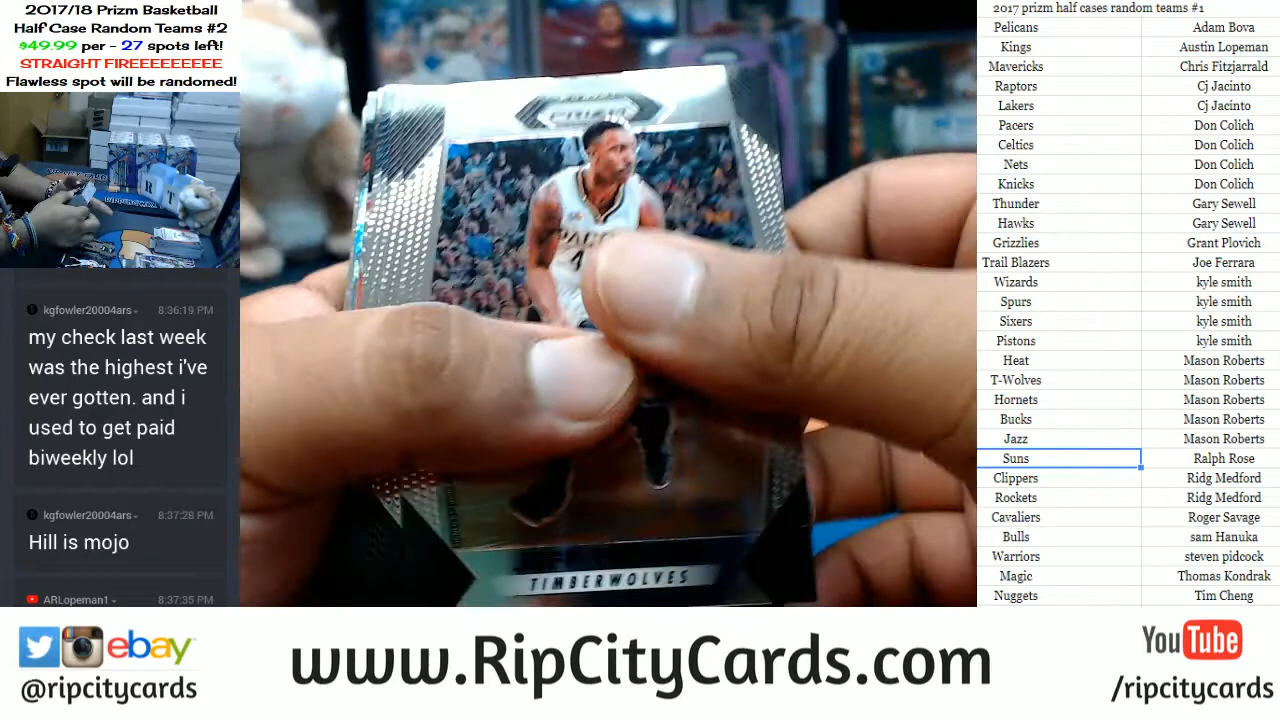 2017/18 Prizm Basketball
Half Case Random Teams #2
$49.99 per - 27 spots left!
STRAIGHT FIREEEEEEEEE
Flawless spot will be randomed!
kgfowler20004ars 8:36:19 PM
my check last week
was the highest i've
ever gotten. and i
used to get paid
biweekly lol
kgfowler20004ars 8:37:28 PM
Hill is mojo
ARLopeman1 8:37:35 PM
PRIZM
TIMBERWOLVES
2017 prizm half cases random teams #1
Pelicans Adam Bova
Kings Austin Lopeman
Mavericks Chris Fitzjarrald
Raptors Cj Jacinto
Lakers Cj Jacinto
Pacers Don Colich
Celtics Don Colich
Nets Don Colich
Knicks Don Colich
Thunder Gary Sewell
Hawks Gary Sewell
Grizzlies Grant Plovich
Trail Blazers Joe Ferrara
Wizards kyle smith
Spurs kyle smith
Sixers kyle smith
Pistons kyle smith
Heat Mason Roberts
T-Wolves Mason Roberts
Hornets Mason Roberts
Bucks Mason Roberts
Jazz Mason Roberts
Suns Ralph Rose
Clippers Ridg Medford
Rockets Ridg Medford
Cavaliers Roger Savage
Bulls sam Hanuka
Warriors steven pidcock
Magic Thomas Kondrak
Nuggets Tim Cheng
ebay
@ripcitycards
www.RipCityCards.com
YouTube
/ripcitycards